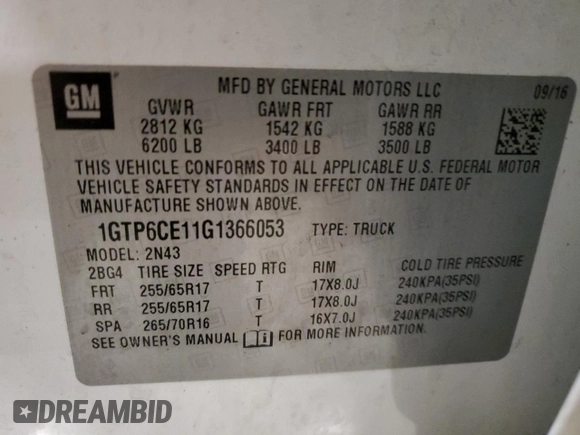 GM
MFD BY GENERAL MOTORS LLC
09/16
GVWR GAWR FRT GAWR RR
2812 KG 1542 KG 1588 KG
6200 LB 3400 LB 3500 LB
THIS VEHICLE CONFORMS TO ALL APPLICABLE U.S. FEDERAL MOTOR
VEHICLE SAFETY STANDARDS IN EFFECT ON THE DATE OF
MANUFACTURE SHOWN ABOVE.
1GTP6CE11G1366053 TYPE: TRUCK
MODEL: 2N43
2BG4 TIRE SIZE SPEED RTG RIM COLD TIRE PRESSURE
FRT 255/65R17 T 17X8.0J 240KPA(35PSI)
RR 255/65R17 T 17X8.0J 240KPA(35PSI)
SPA 265/70R16 T 16X7.0J 240KPA(35PSI)
SEE OWNER'S MANUAL i FOR MORE INFORMATION.
DREAMBID